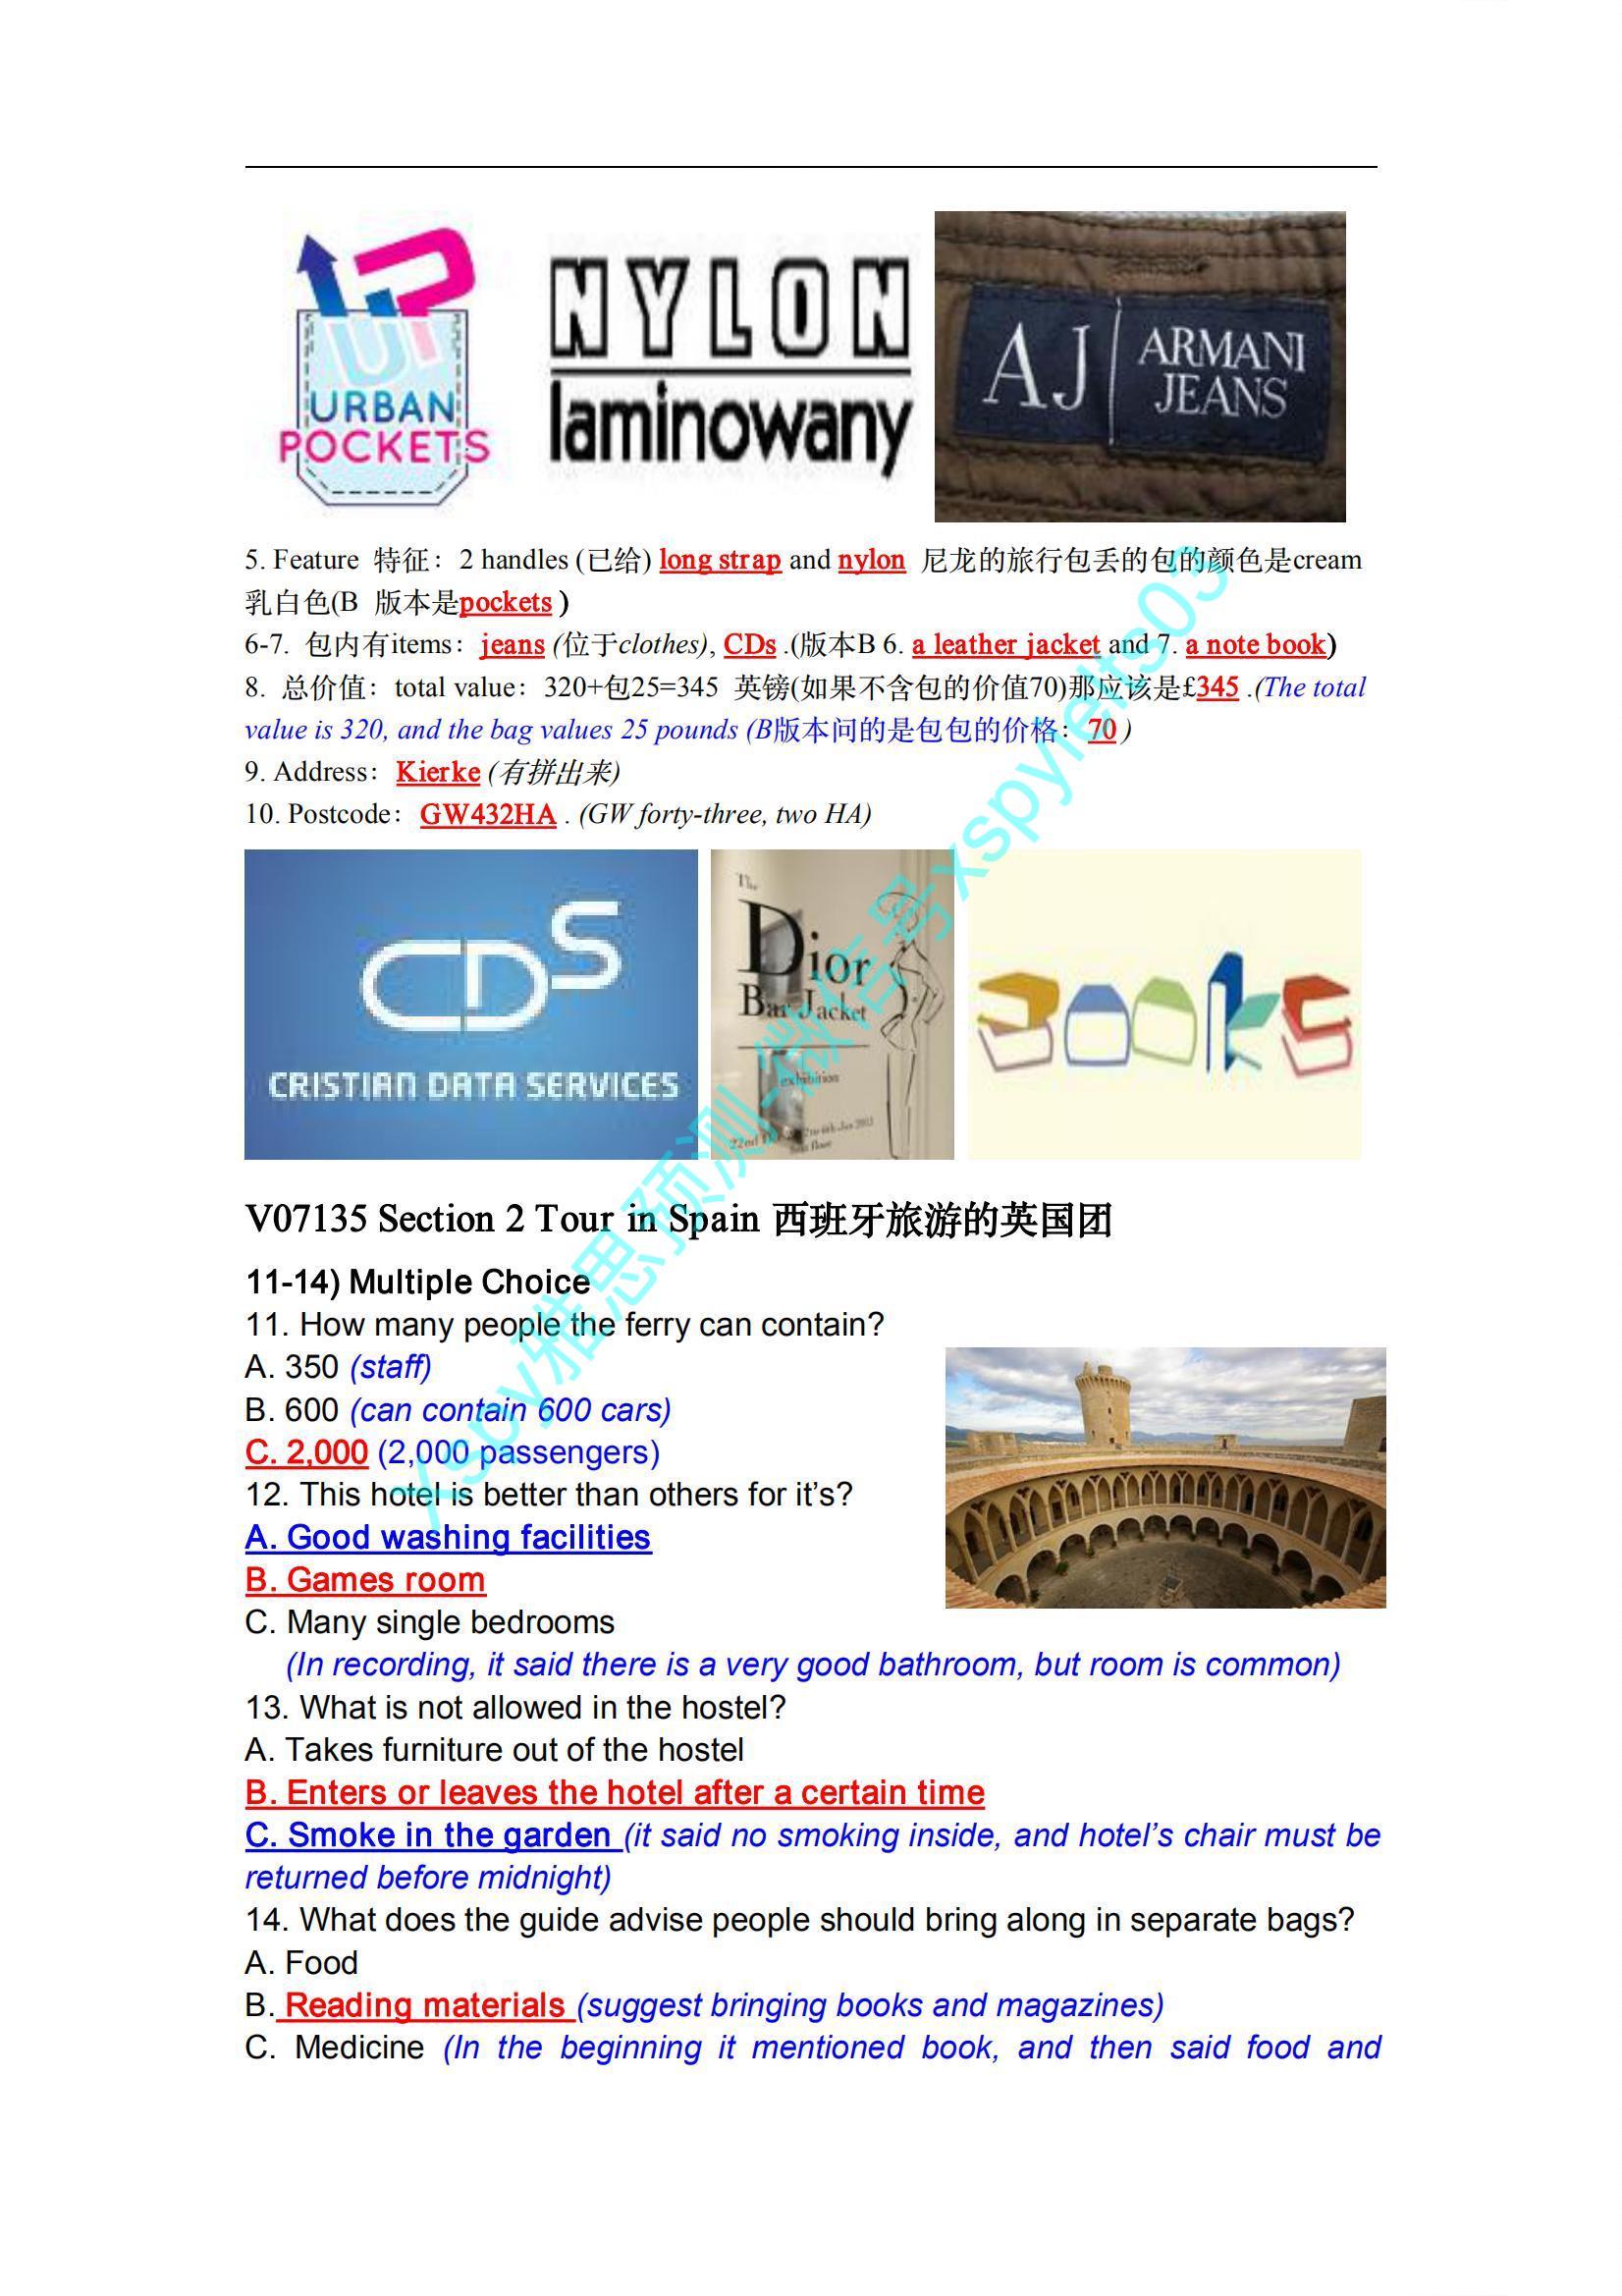 UP
URBAN
POCKETS
NYLON
laminowany
AJ ARMANI
JEANS
5. Feature 特征：2 handles (已给) long strap and nylon 尼龙的旅行包丢的包的颜色是cream
乳白色(B 版本是pockets )
6-7. 包内有items：jeans (位于clothes), CDs .(版本B 6. a leather jacket and 7. a note book)
8. 总价值：total value：320+包25=345 英镑(如果不含包的价值70)那应该是£345 .(The total
value is 320, and the bag values 25 pounds (B版本问的是包包的价格：70 )
9. Address：Kierke (有拼出来)
10. Postcode：GW432HA . (GW forty-three, two HA)
CDS
CRISTIAN DATA SERVICES
The
Dior
Bar Jacket
exhibition
BOOKS
V07135 Section 2 Tour in Spain 西班牙旅游的英国团
11-14) Multiple Choice
11. How many people the ferry can contain?
A. 350 (staff)
B. 600 (can contain 600 cars)
C. 2,000 (2,000 passengers)
12. This hotel is better than others for it’s?
A. Good washing facilities
B. Games room
C. Many single bedrooms
(In recording, it said there is a very good bathroom, but room is common)
13. What is not allowed in the hostel?
A. Takes furniture out of the hostel
B. Enters or leaves the hotel after a certain time
C. Smoke in the garden (it said no smoking inside, and hotel’s chair must be
returned before midnight)
14. What does the guide advise people should bring along in separate bags?
A. Food
B. Reading materials (suggest bringing books and magazines)
C. Medicine (In the beginning it mentioned book, and then said food and
Xspy雅思预测-微信号xspyielts03